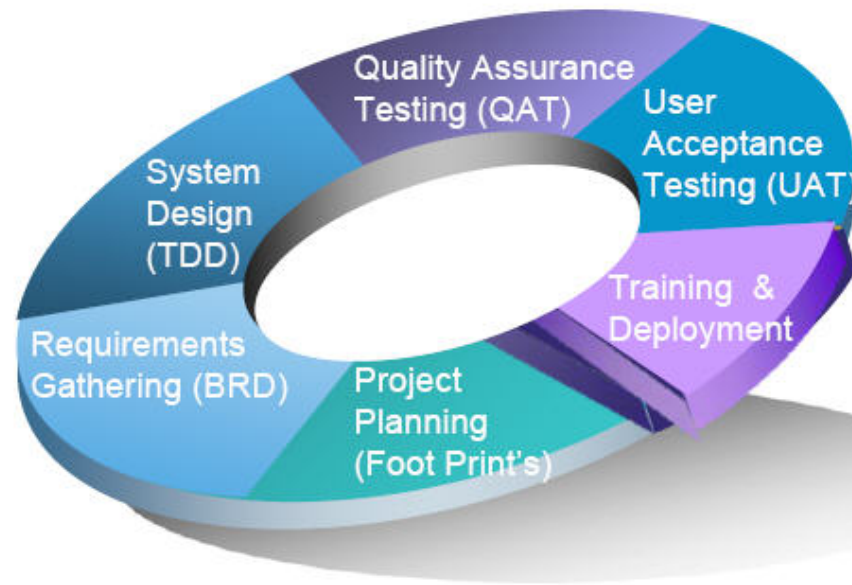 Quality Assurance
Testing (QAT)
User
Acceptance
Testing (UAT)
System
Design
(TDD)
Training &
Deployment
Requirements
Gathering (BRD)
Project
Planning
(Foot Print's)